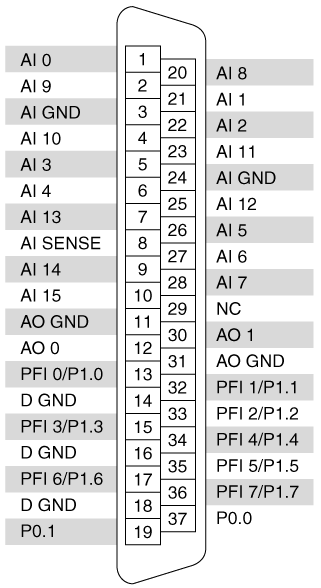 AI 0 1
20 AI 8
AI 9 2
21 AI 1
AI GND 3
22 AI 2
AI 10 4
23 AI 11
AI 3 5
24 AI GND
AI 4 6
25 AI 12
AI 13 7
26 AI 5
AI SENSE 8
27 AI 6
AI 14 9
28 AI 7
AI 15 10
29 NC
AO GND 11
30 AO 1
AO 0 12
31 AO GND
PFI 0/P1.0 13
32 PFI 1/P1.1
D GND 14
33 PFI 2/P1.2
PFI 3/P1.3 15
34 PFI 4/P1.4
D GND 16
35 PFI 5/P1.5
PFI 6/P1.6 17
36 PFI 7/P1.7
D GND 18
37 P0.0
P0.1 19